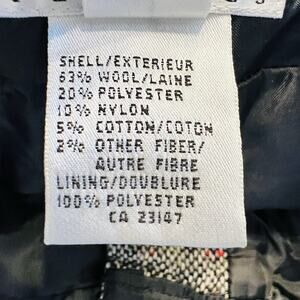 SHELL/EXTERIEUR
63% WOOL/LAINE
20% POLYESTER
10% NYLON
5% COTTON/COTON
2% OTHER FIBER/
AUTRE FIBRE
LINING/DOUBLURE
100% POLYESTER
CA 23147